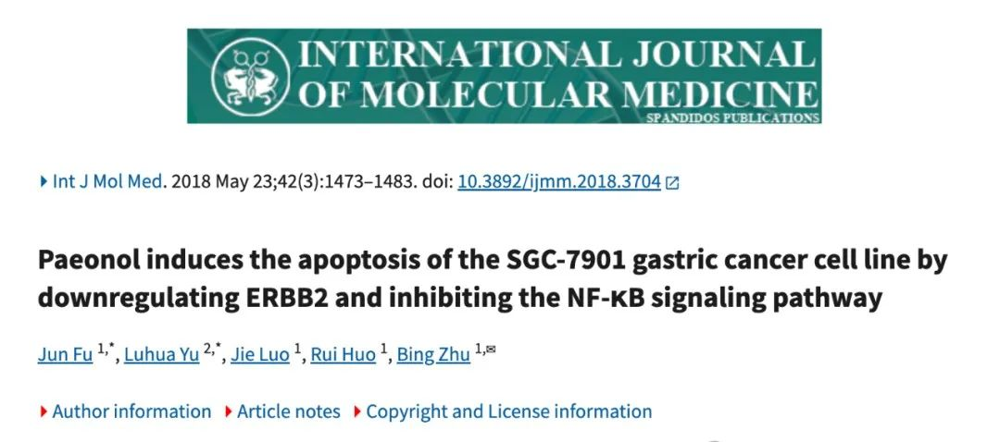 INTERNATIONAL JOURNAL
OF MOLECULAR MEDICINE
SPANDIDOS PUBLICATIONS
Int J Mol Med. 2018 May 23;42(3):1473–1483. doi: 10.3892/ijmm.2018.3704
Paeonol induces the apoptosis of the SGC-7901 gastric cancer cell line by
downregulating ERBB2 and inhibiting the NF-κB signaling pathway
Jun Fu 1,*, Luhua Yu 2,*, Jie Luo 1, Rui Huo 1, Bing Zhu 1,✉
Author information Article notes Copyright and License information